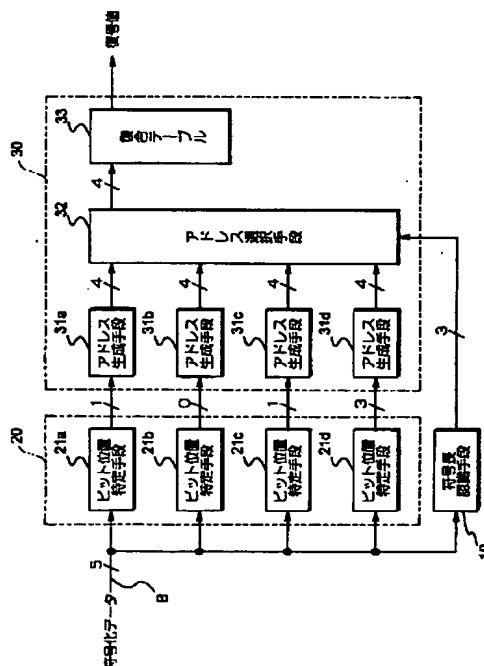 符号化データ
B
5
20
21a
ビット位置
特定手段
21b
ビット位置
特定手段
21c
ビット位置
特定手段
21d
ビット位置
特定手段
符号長
認識手段
10
1
0
1
3
3
30
31a
アドレス
生成手段
31b
アドレス
生成手段
31c
アドレス
生成手段
31d
アドレス
生成手段
4
4
4
4
32
アドレス選択手段
4
33
復合テーブル
復号値